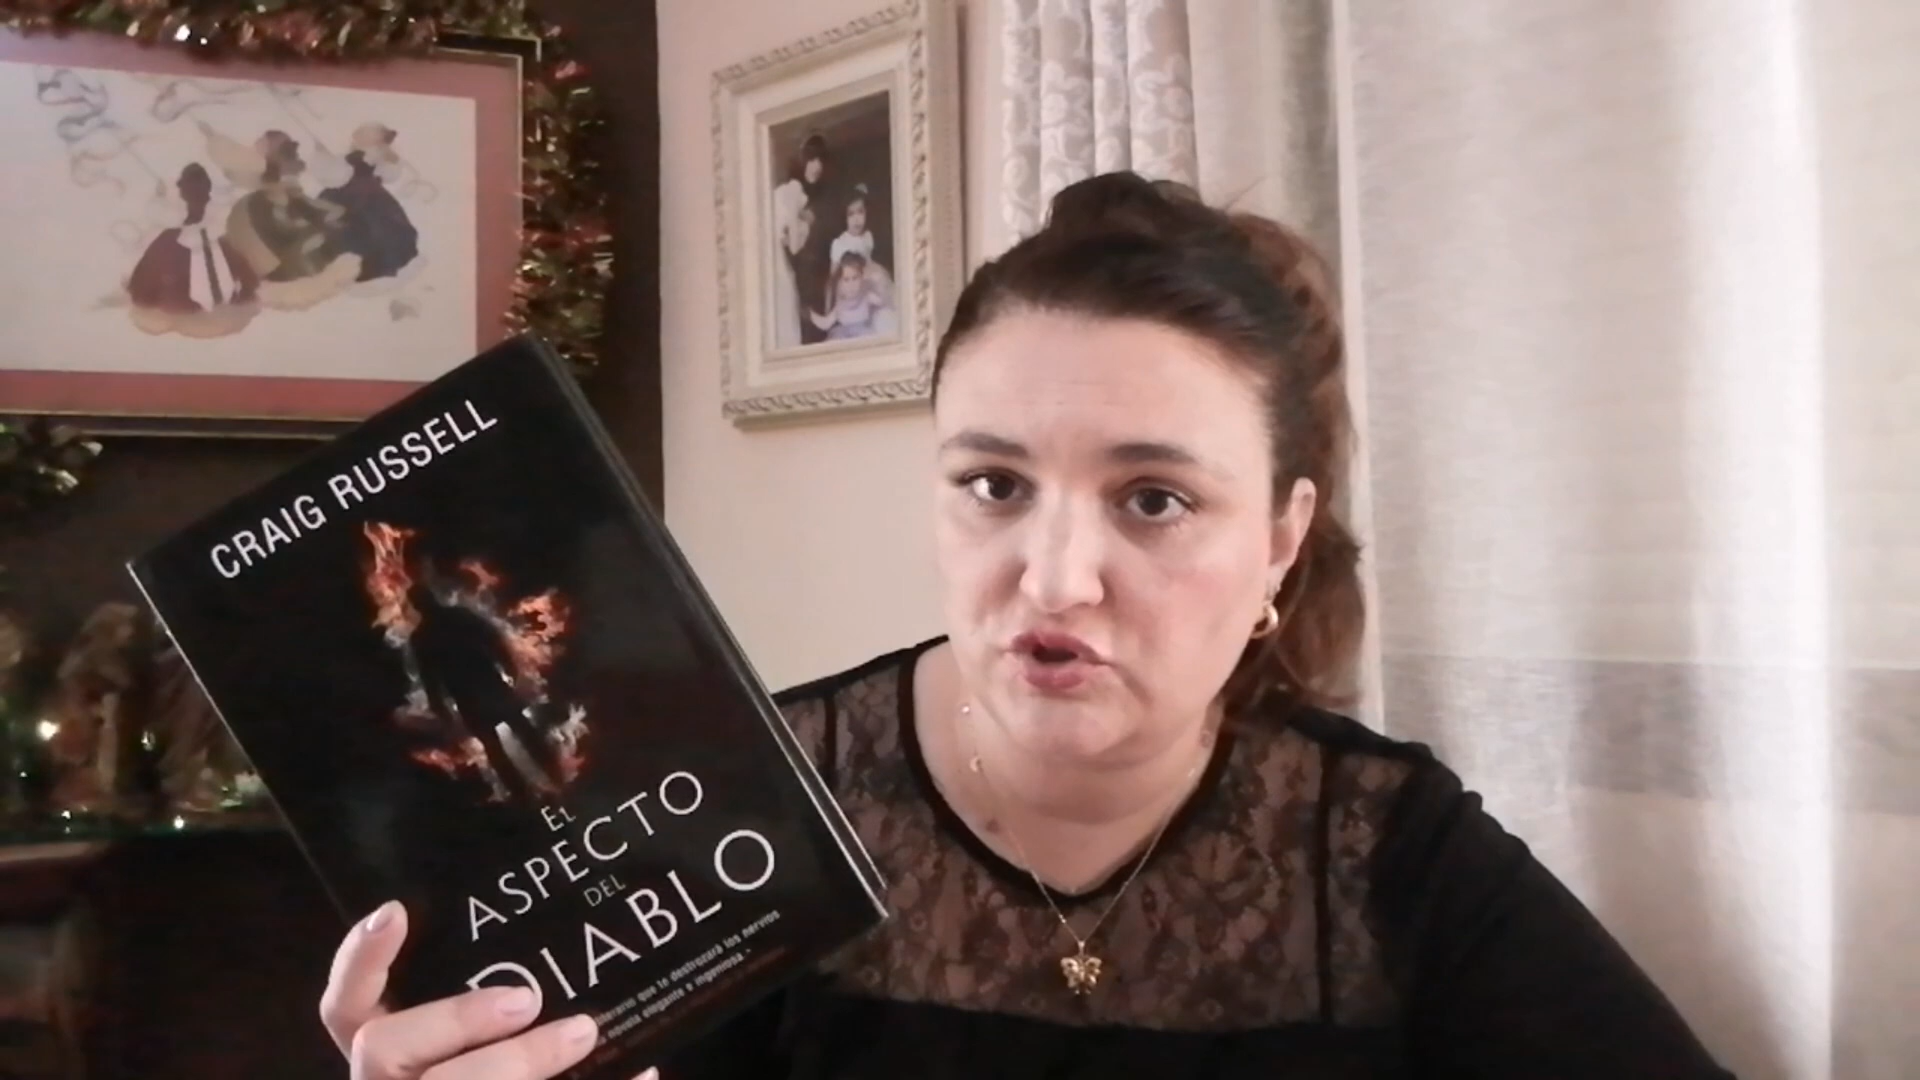 CRAIG RUSSELL
EL
ASPECTO
DEL
DIABLO
que te destrozará los nervios
novela elegante e ingeniosa